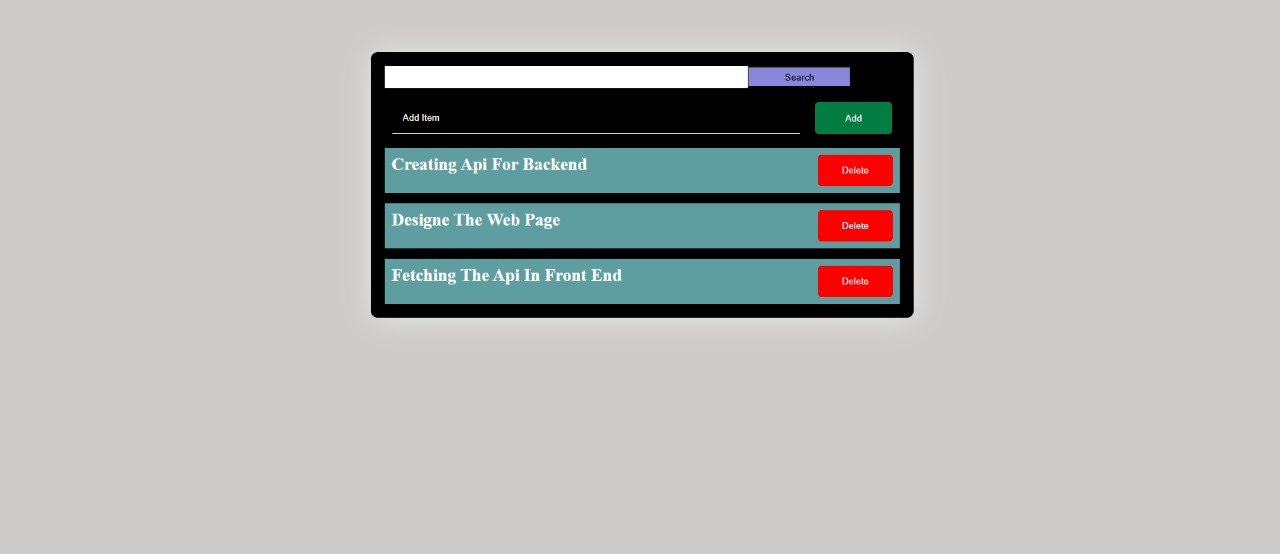 Search
Add Item
Add
Creating Api For Backend
Delete
Designe The Web Page
Delete
Fetching The Api In Front End
Delete